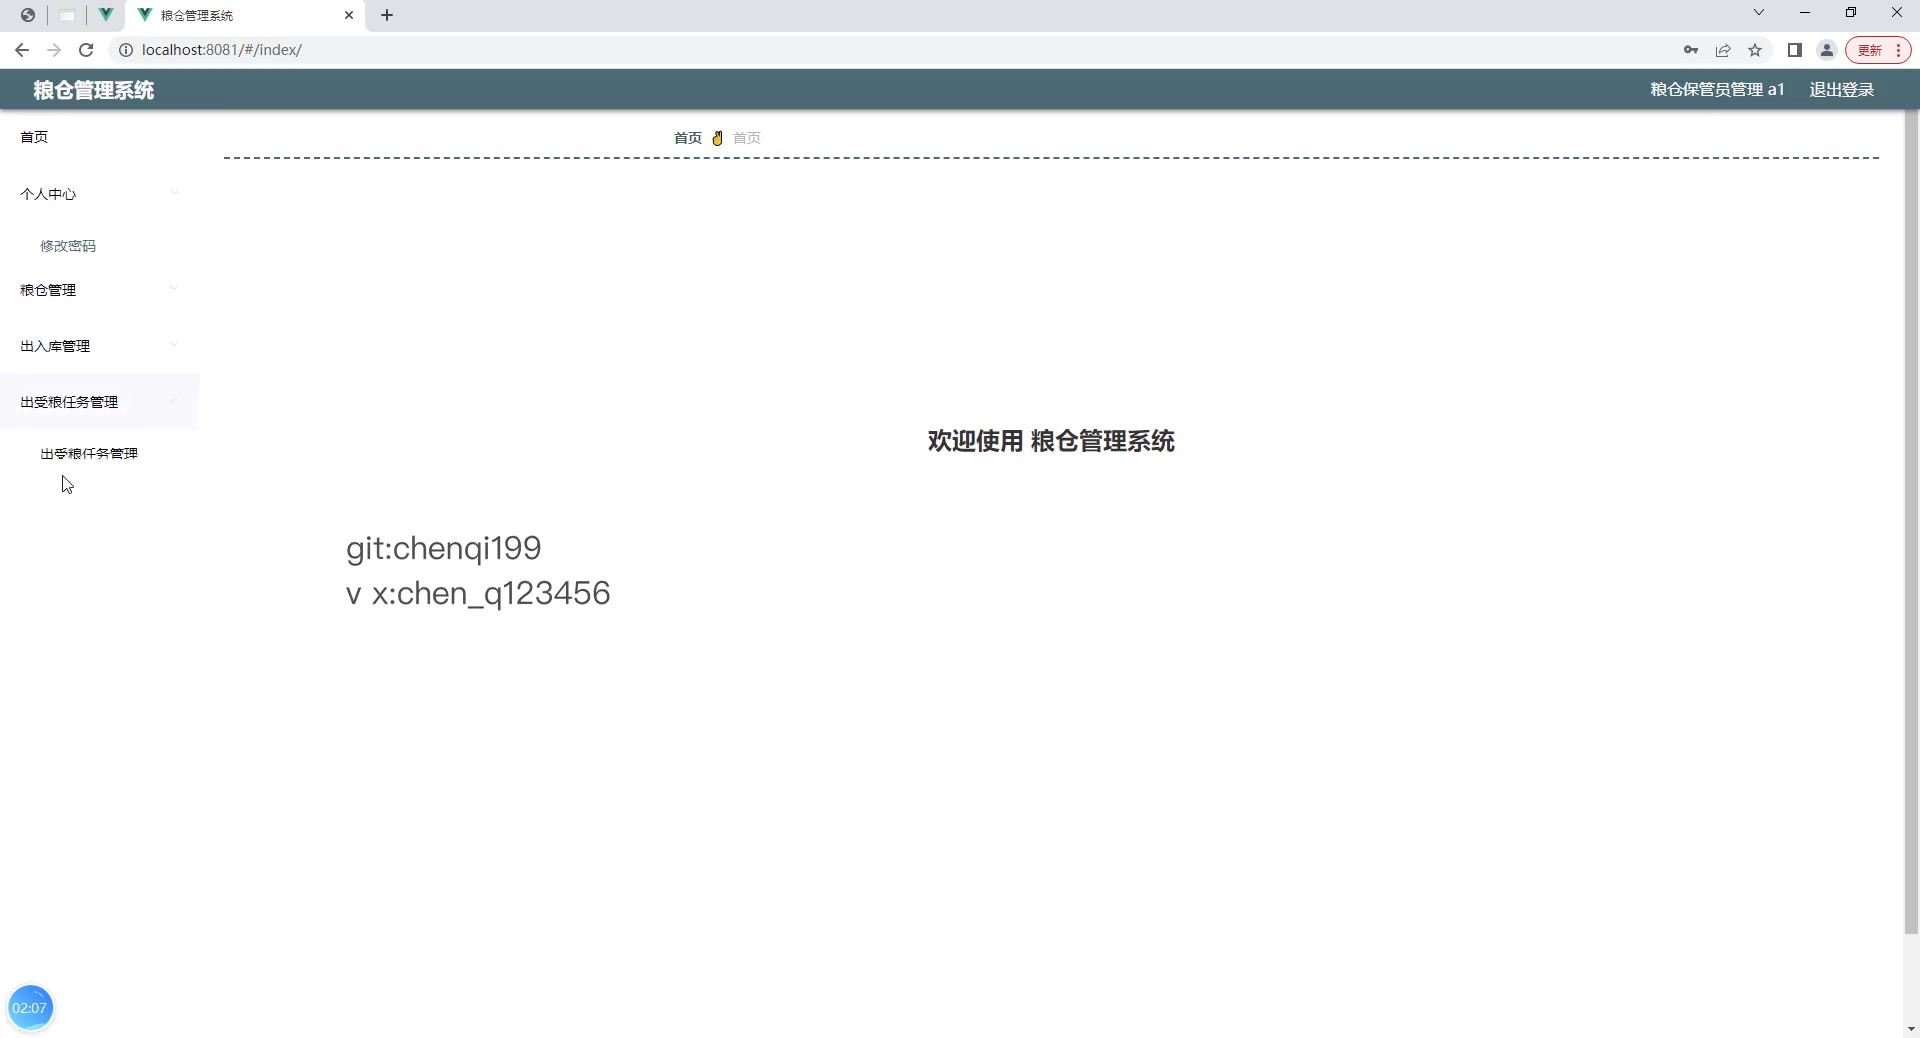 粮仓管理系统
localhost:8081/#/index/
更新
粮仓管理系统
粮仓保管员管理 a1
退出登录
首页
首页 ✌ 首页
个人中心
修改密码
粮仓管理
出入库管理
出受粮任务管理
出受粮任务管理
欢迎使用 粮仓管理系统
git:chenqi199
v x:chen_q123456
02:07